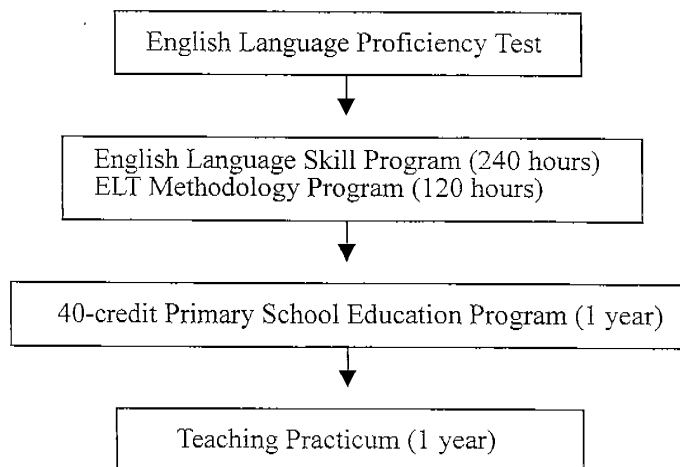 English Language Proficiency Test
English Language Skill Program (240 hours)
ELT Methodology Program (120 hours)
40-credit Primary School Education Program (1 year)
Teaching Practicum (1 year)